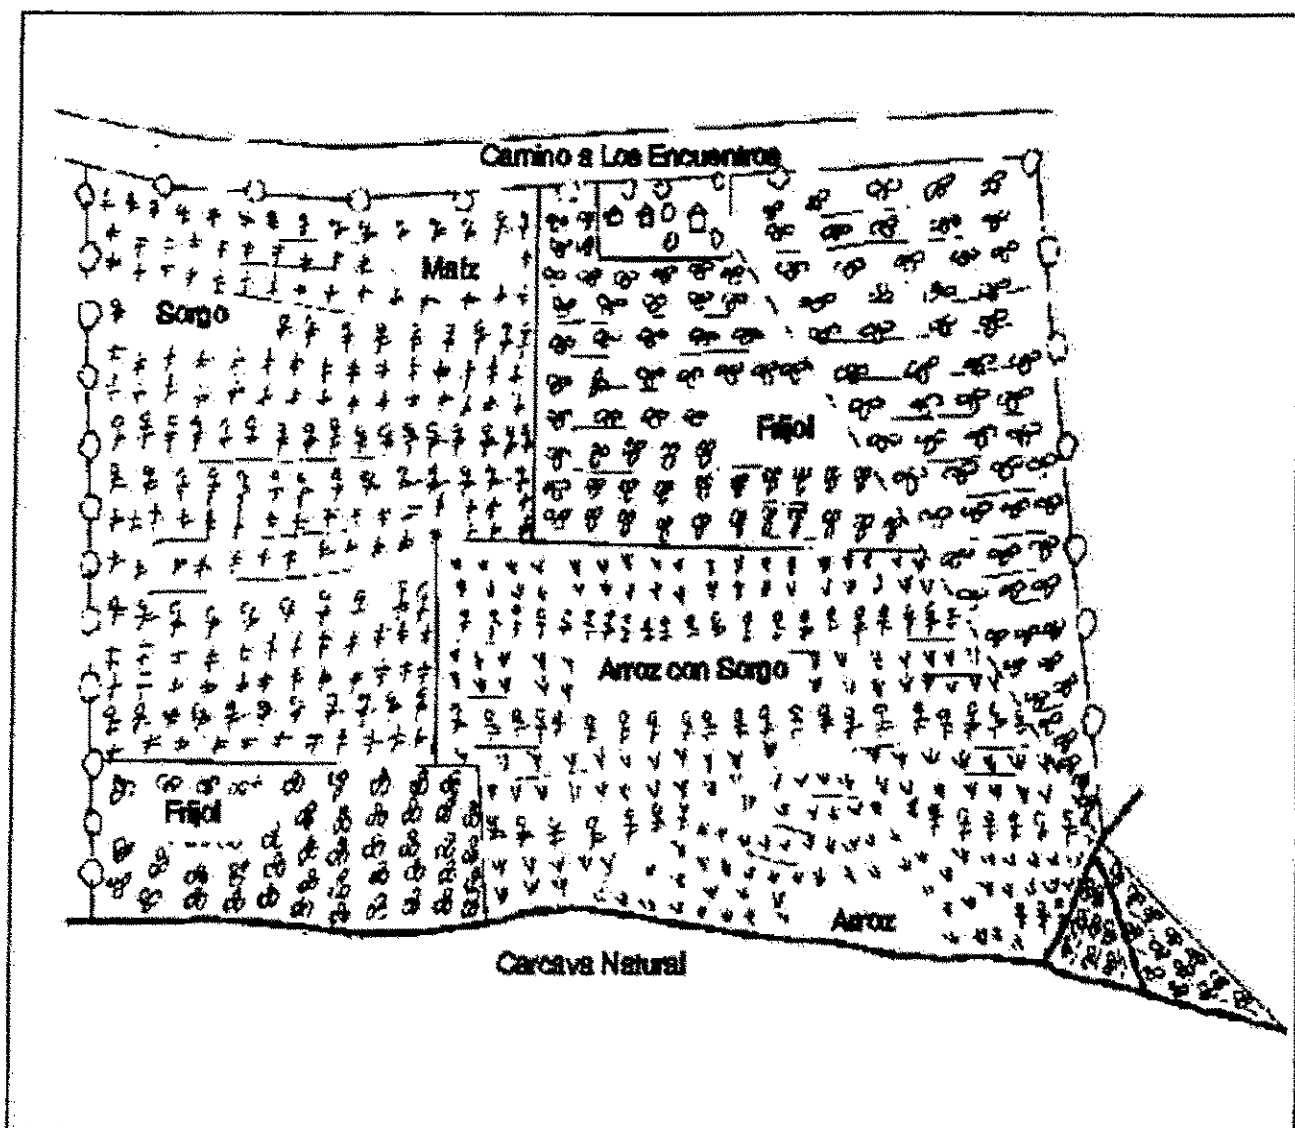 Camino a Los Encuentros
Maíz
Sorgo
Frijol
Arroz con Sorgo
Frijol
Arroz
Carcava Natural